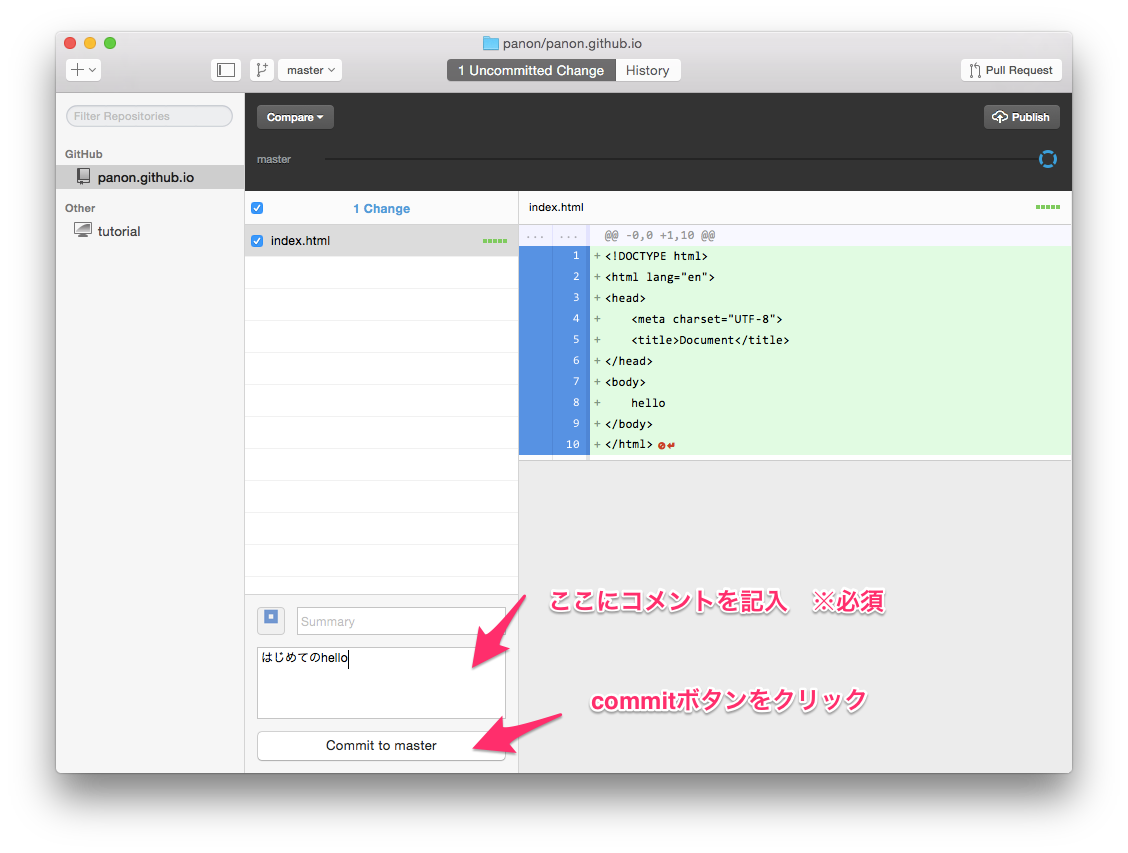 panon/panon.github.io
master
1 Uncommitted Change
History
Pull Request
Filter Repositories
GitHub
panon.github.io
Other
tutorial
Compare
Publish
master
1 Change
index.html
index.html
... ... @@ -0,0 +1,10 @@
1 +<!DOCTYPE html>
2 +<html lang="en">
3 +<head>
4 +    <meta charset="UTF-8">
5 +    <title>Document</title>
6 +</head>
7 +<body>
8 +    hello
9 +</body>
10 +</html>
ここにコメントを記入　※必須
Summary
はじめてのhello
commitボタンをクリック
Commit to master